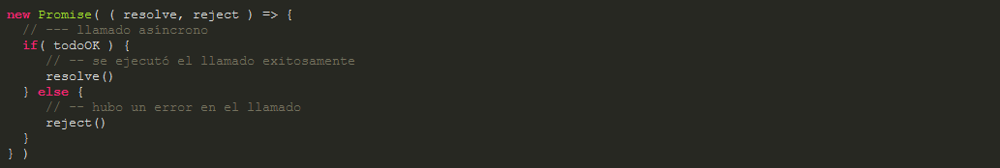 new Promise( ( resolve, reject ) => {
  // --- llamado asíncrono
  if( todoOK ) {
     // -- se ejecutó el llamado exitosamente
     resolve()
  } else {
     // -- hubo un error en el llamado
     reject()
  }
} )